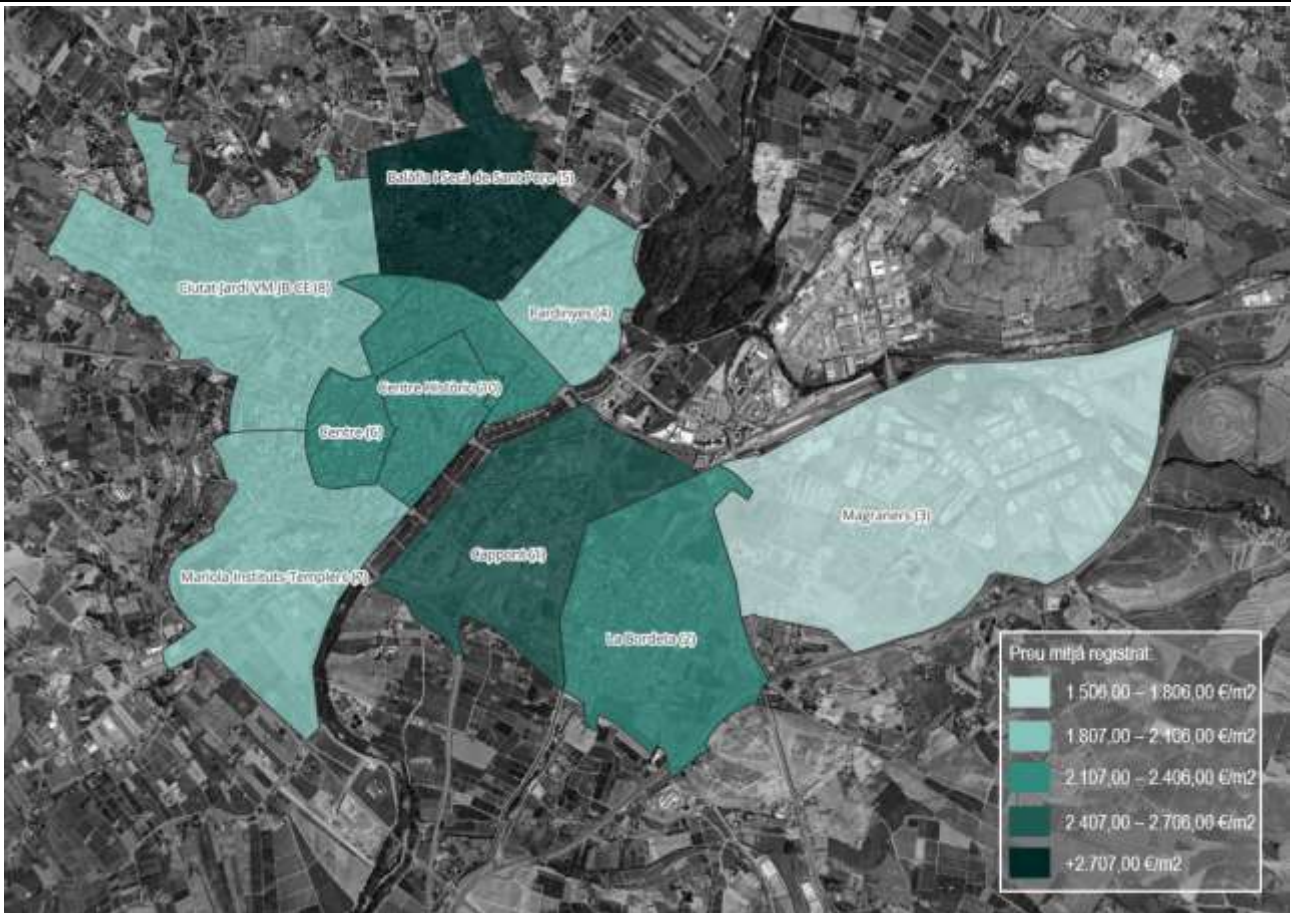 Balàfia i Secà de Sant Pere (5)
Ciutat Jardí VM JB CE (8)
Pardinyes (4)
Centre Històric (10)
Centre (6)
Magraners (3)
Cappont (1)
Mariola Instituts Templers (7)
La Bordeta (2)
Preu mitjà registrat:
1.506,00 – 1.806,00 €/m2
1.807,00 – 2.106,00 €/m2
2.107,00 – 2.406,00 €/m2
2.407,00 – 2.706,00 €/m2
+2.707,00 €/m2